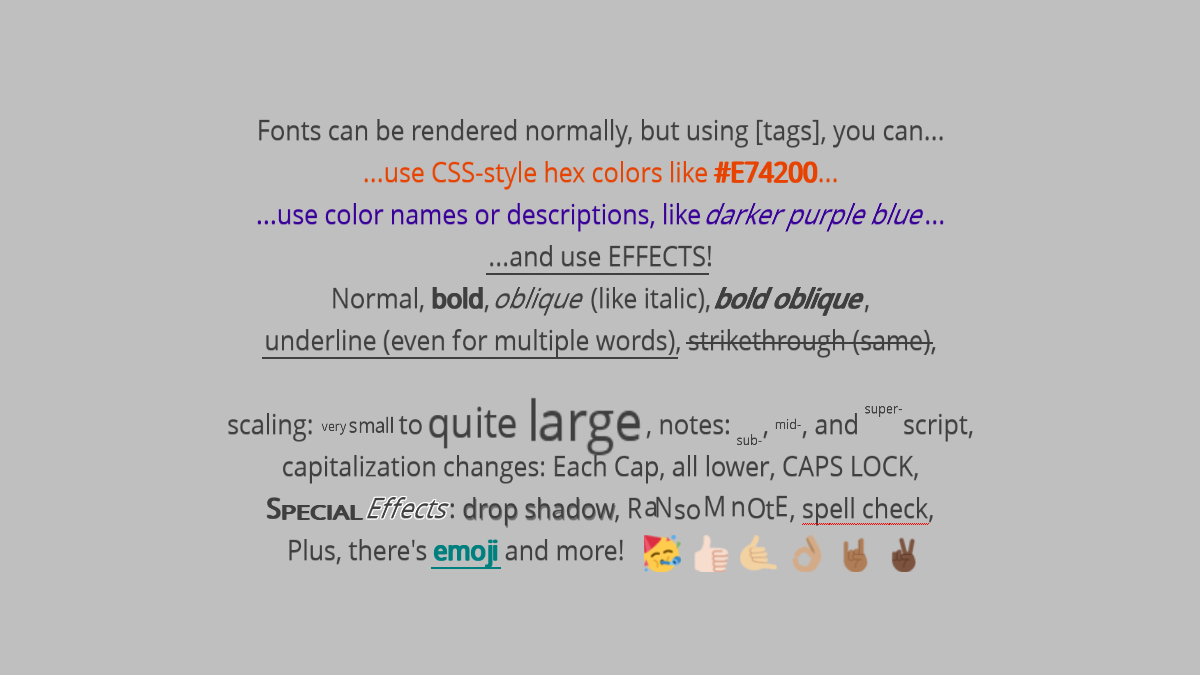 Fonts can be rendered normally, but using [tags], you can...
...use CSS-style hex colors like #E74200...
...use color names or descriptions, like darker purple blue...
...and use EFFECTS!
Normal, bold, oblique (like italic), bold oblique,
underline (even for multiple words), strikethrough (same),
scaling: very small to quite large, notes: sub-, mid-, and super-script,
capitalization changes: Each Cap, all lower, CAPS LOCK,
Special Effects: drop shadow, RaNsoMnOtE, spell check,
Plus, there's emoji and more! 🥳 👍🏻 🤙🏼 👌🏽 🤘🏾 ✌🏿